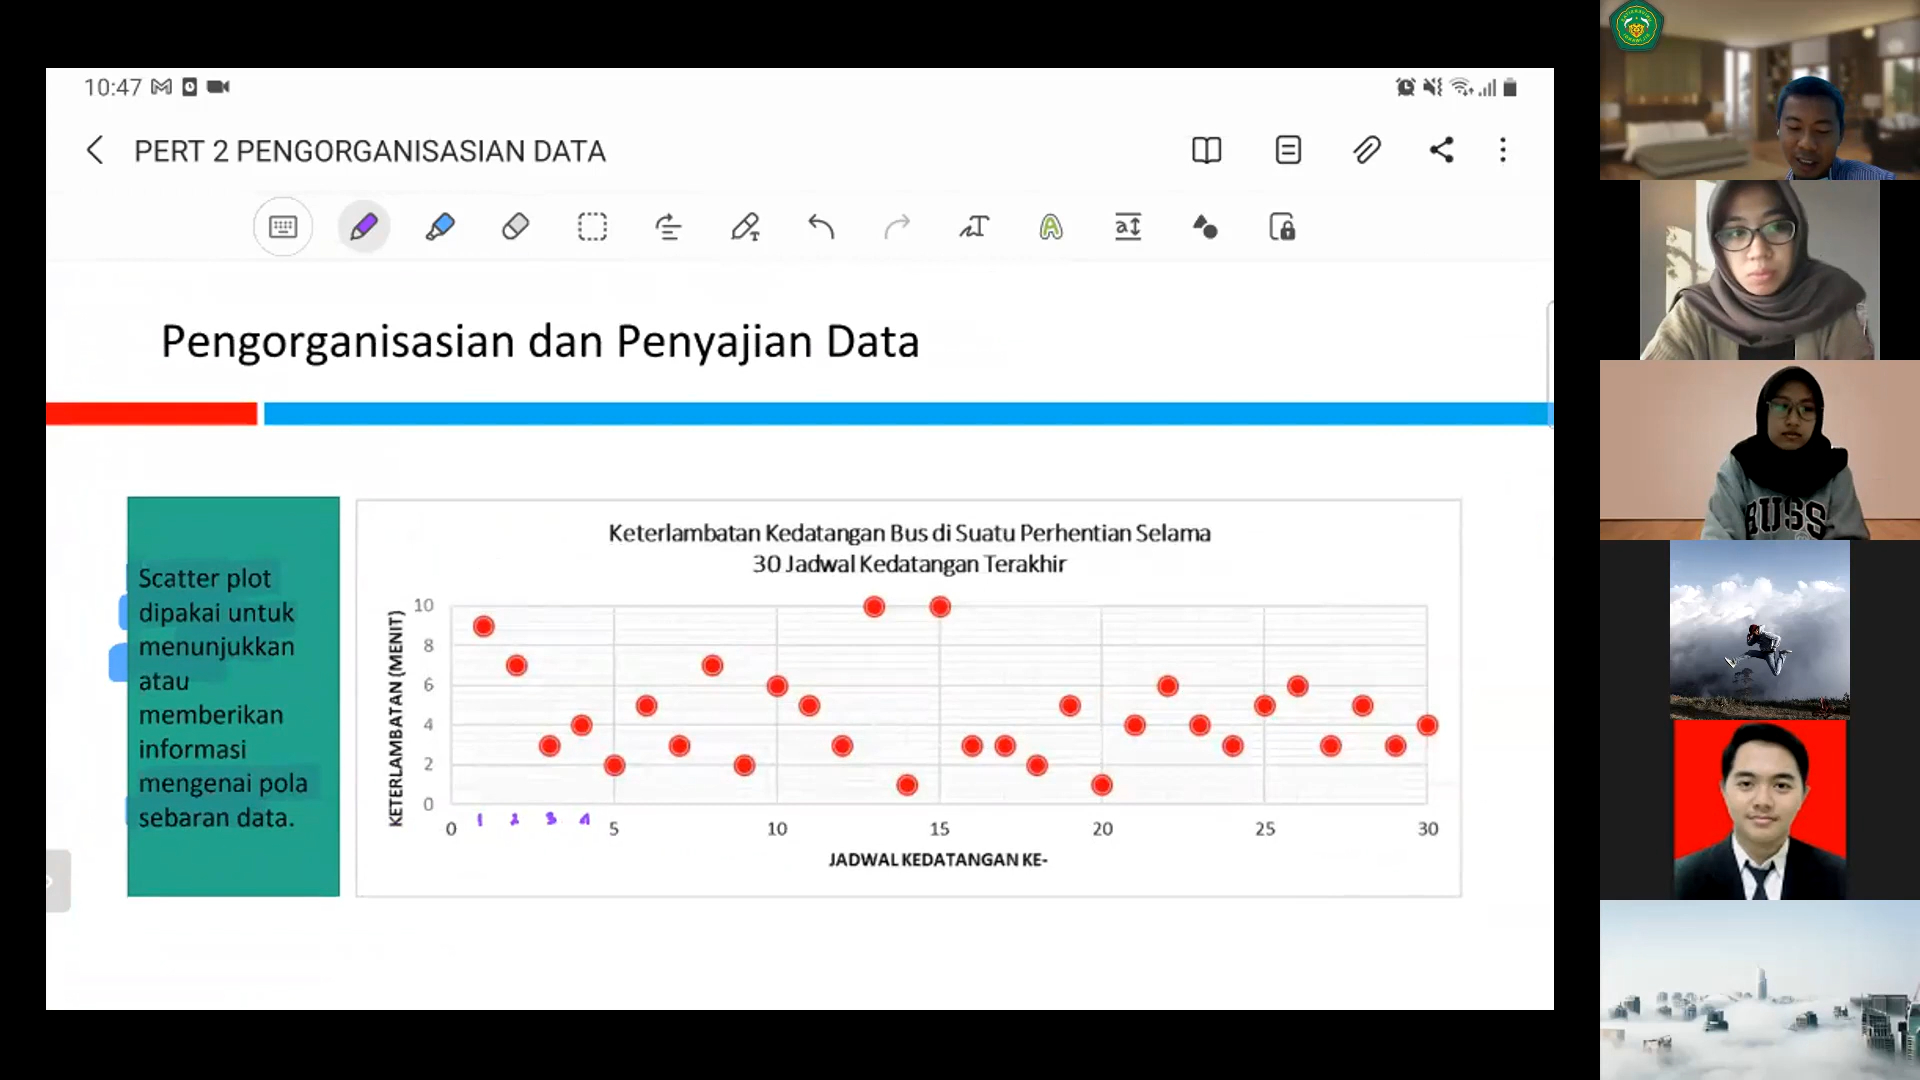 10:47
PERT 2 PENGORGANISASIAN DATA
Pengorganisasian dan Penyajian Data
Scatter plot
dipakai untuk
menunjukkan
atau
memberikan
informasi
mengenai pola
sebaran data.
Keterlambatan Kedatangan Bus di Suatu Perhentian Selama
30 Jadwal Kedatangan Terakhir
KETERLAMBATAN (MENIT)
10
8
6
4
2
0
1 2 3 4
0 5 10 15 20 25 30
JADWAL KEDATANGAN KE-
RUSS